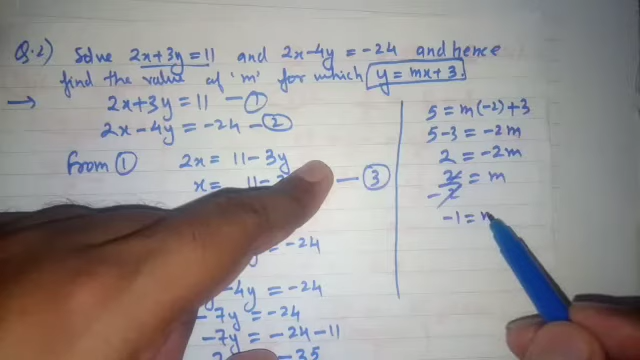 Q.2) Solve 2x+3y=11 and 2x-4y=-24 and hence
find the value of 'm' for which y=mx+3.
→ 2x+3y=11 —①
2x-4y=-24 —②
From ① 2x = 11-3y
x = 11-3 —③
y = -24
-4y = -24
-7y = -24
-7y = -24-11
-35
5 = m(-2)+3
5-3 = -2m
2 = -2m
2/-2 = m
-1 = m